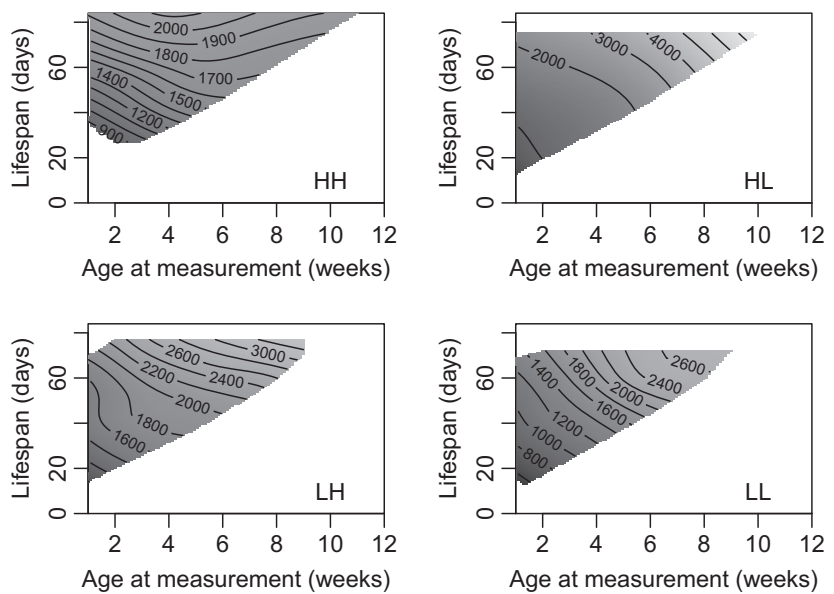 Lifespan (days)
0 20 60
2000
1900
1800
1700
1400
1500
1200
900
HH
2 4 6 8 10 12
Age at measurement (weeks)
Lifespan (days)
0 20 60
2000
3000
4000
HL
2 4 6 8 10 12
Age at measurement (weeks)
Lifespan (days)
0 20 60
2600
3000
2200
2400
2000
1800
1600
LH
2 4 6 8 10 12
Age at measurement (weeks)
Lifespan (days)
0 20 60
1400
1800
2600
2400
2000
1600
1200
1000
800
LL
2 4 6 8 10 12
Age at measurement (weeks)